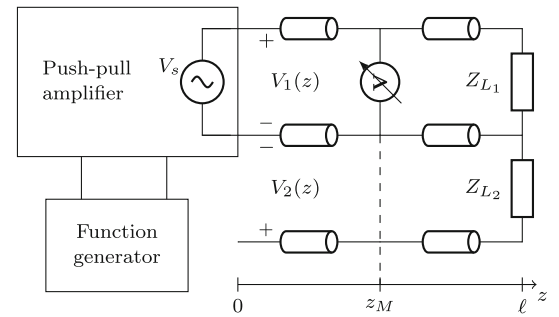 Push-pull
amplifier
V_s
+
V_1(z)
V
Z_{L_1}
−
−
V_2(z)
Z_{L_2}
Function
generator
+
0
z_M
ℓ
z